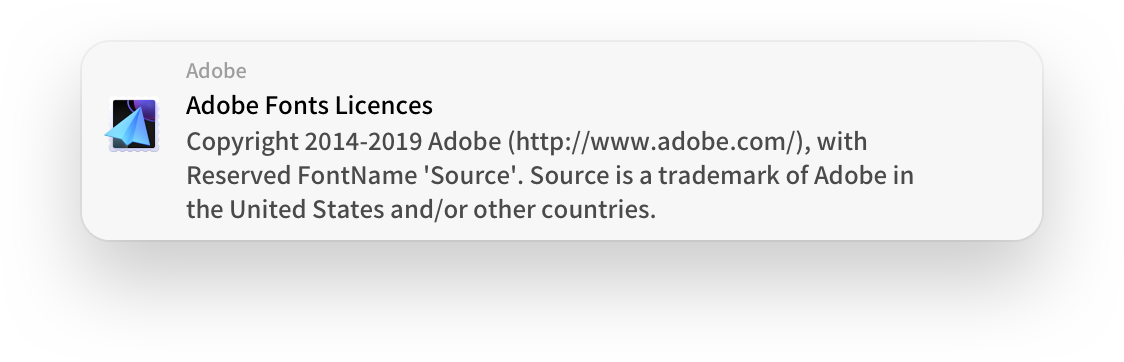 Adobe
Adobe Fonts Licences
Copyright 2014-2019 Adobe (http://www.adobe.com/), with
Reserved FontName 'Source'. Source is a trademark of Adobe in
the United States and/or other countries.